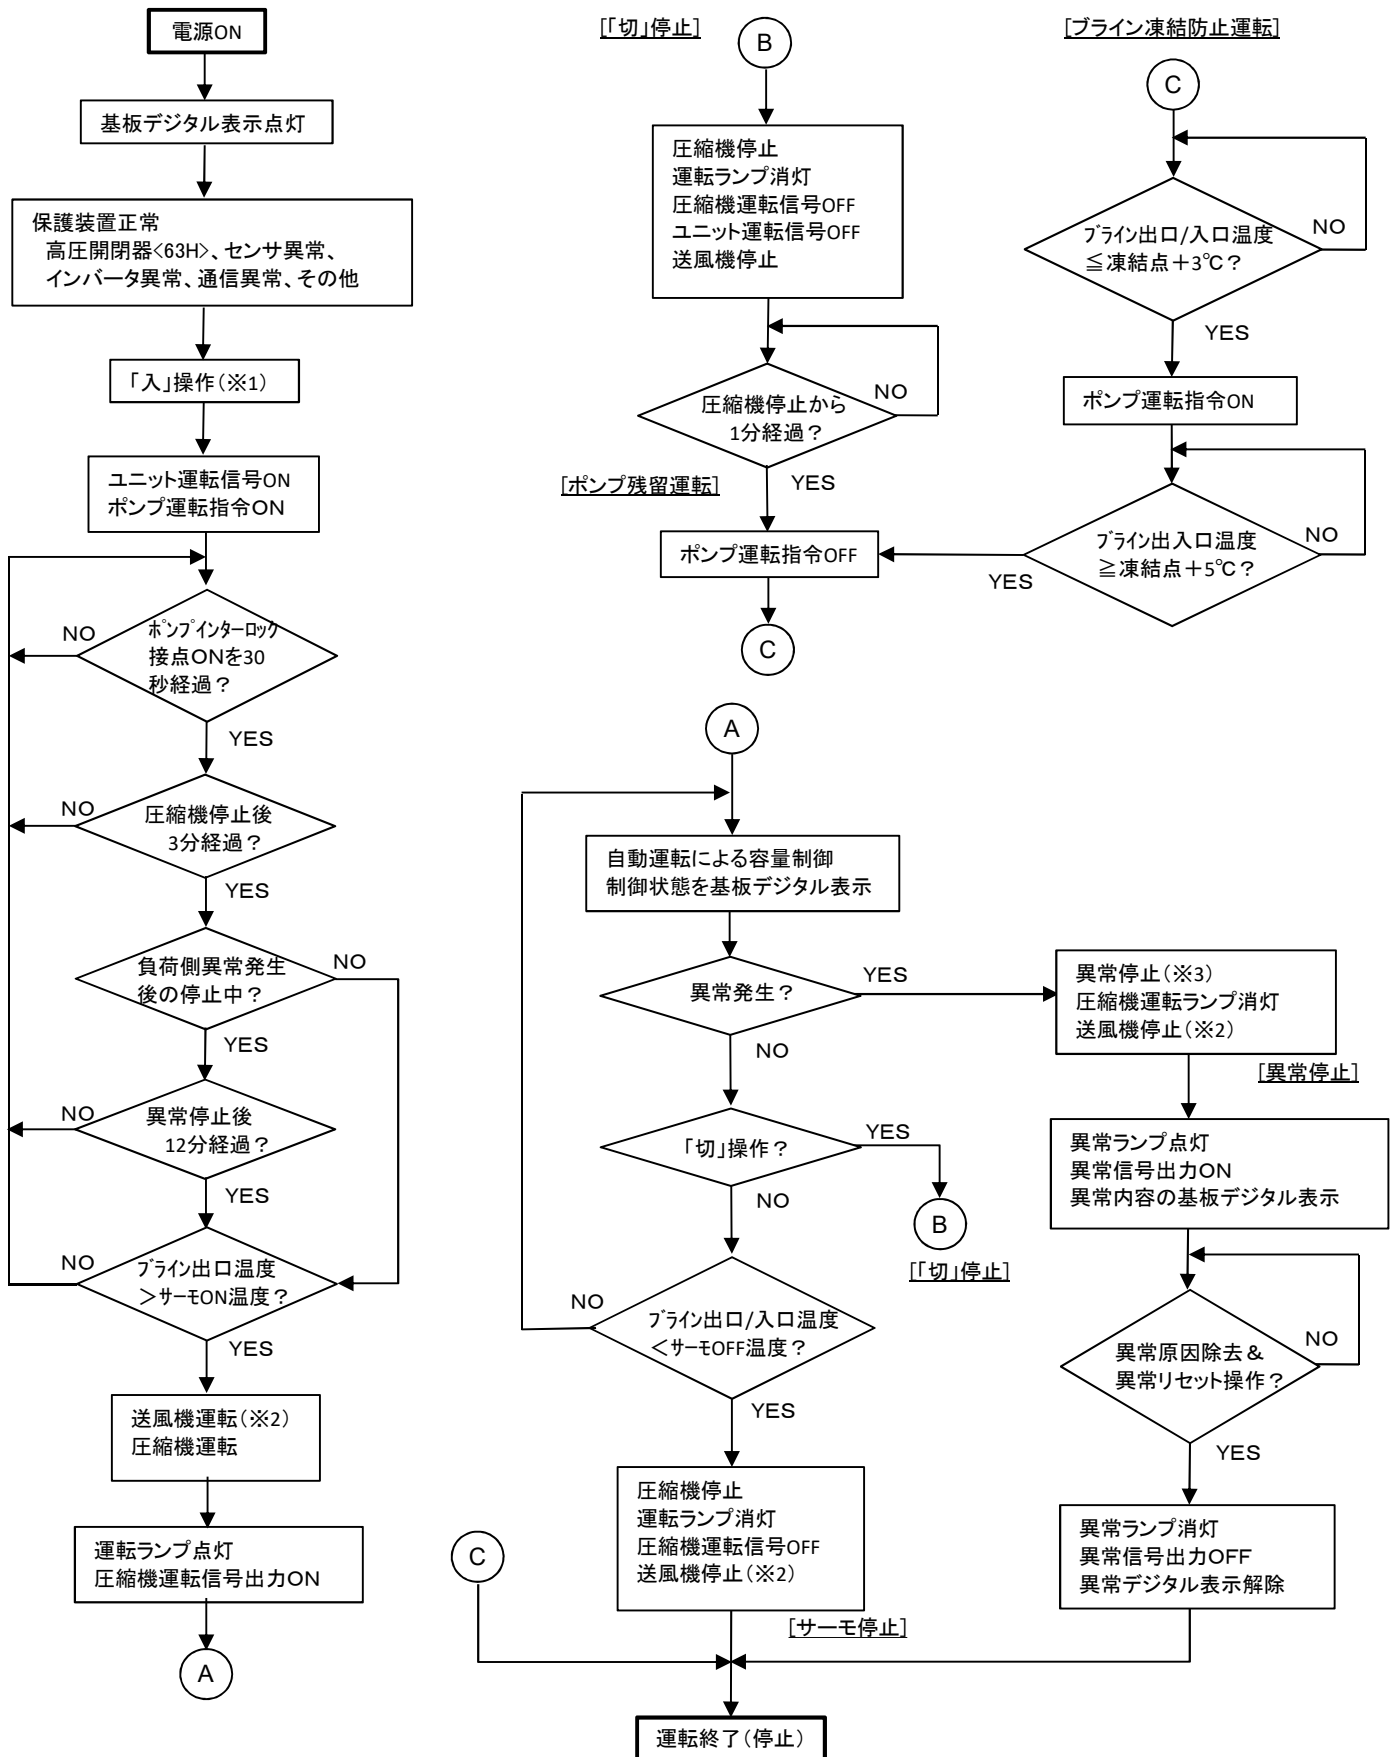 電源ON
基板デジタル表示点灯
保護装置正常
高圧開閉器<63H>、センサ異常、
インバータ異常、通信異常、その他
「入」操作(※1)
ユニット運転信号ON
ポンプ運転指令ON
ﾎﾟﾝﾌﾟｲﾝﾀｰﾛｯｸ
接点ONを30
秒経過？
NO
YES
圧縮機停止後
3分経過？
NO
YES
負荷側異常発生
後の停止中？
NO
YES
異常停止後
12分経過？
NO
YES
ﾌﾞﾗｲﾝ出口温度
＞ｻｰﾓON温度？
NO
YES
送風機運転(※2)
圧縮機運転
運転ランプ点灯
圧縮機運転信号出力ON
A
[「切」停止]
B
圧縮機停止
運転ランプ消灯
圧縮機運転信号OFF
ユニット運転信号OFF
送風機停止
圧縮機停止から
1分経過？
NO
YES
[ポンプ残留運転]
ポンプ運転指令OFF
C
[ブライン凍結防止運転]
C
ﾌﾞﾗｲﾝ出口/入口温度
≦凍結点＋3℃？
NO
YES
ポンプ運転指令ON
ﾌﾞﾗｲﾝ出入口温度
≧凍結点＋5℃？
NO
YES
A
自動運転による容量制御
制御状態を基板デジタル表示
異常発生？
YES
NO
「切」操作？
YES
NO
B
[「切」停止]
ﾌﾞﾗｲﾝ出口/入口温度
＜ｻｰﾓOFF温度？
NO
YES
圧縮機停止
運転ランプ消灯
圧縮機運転信号OFF
送風機停止(※2)
[サーモ停止]
C
異常停止(※3)
圧縮機運転ランプ消灯
送風機停止(※2)
[異常停止]
異常ランプ点灯
異常信号出力ON
異常内容の基板デジタル表示
異常原因除去＆
異常リセット操作？
NO
YES
異常ランプ消灯
異常信号出力OFF
異常デジタル表示解除
運転終了(停止)